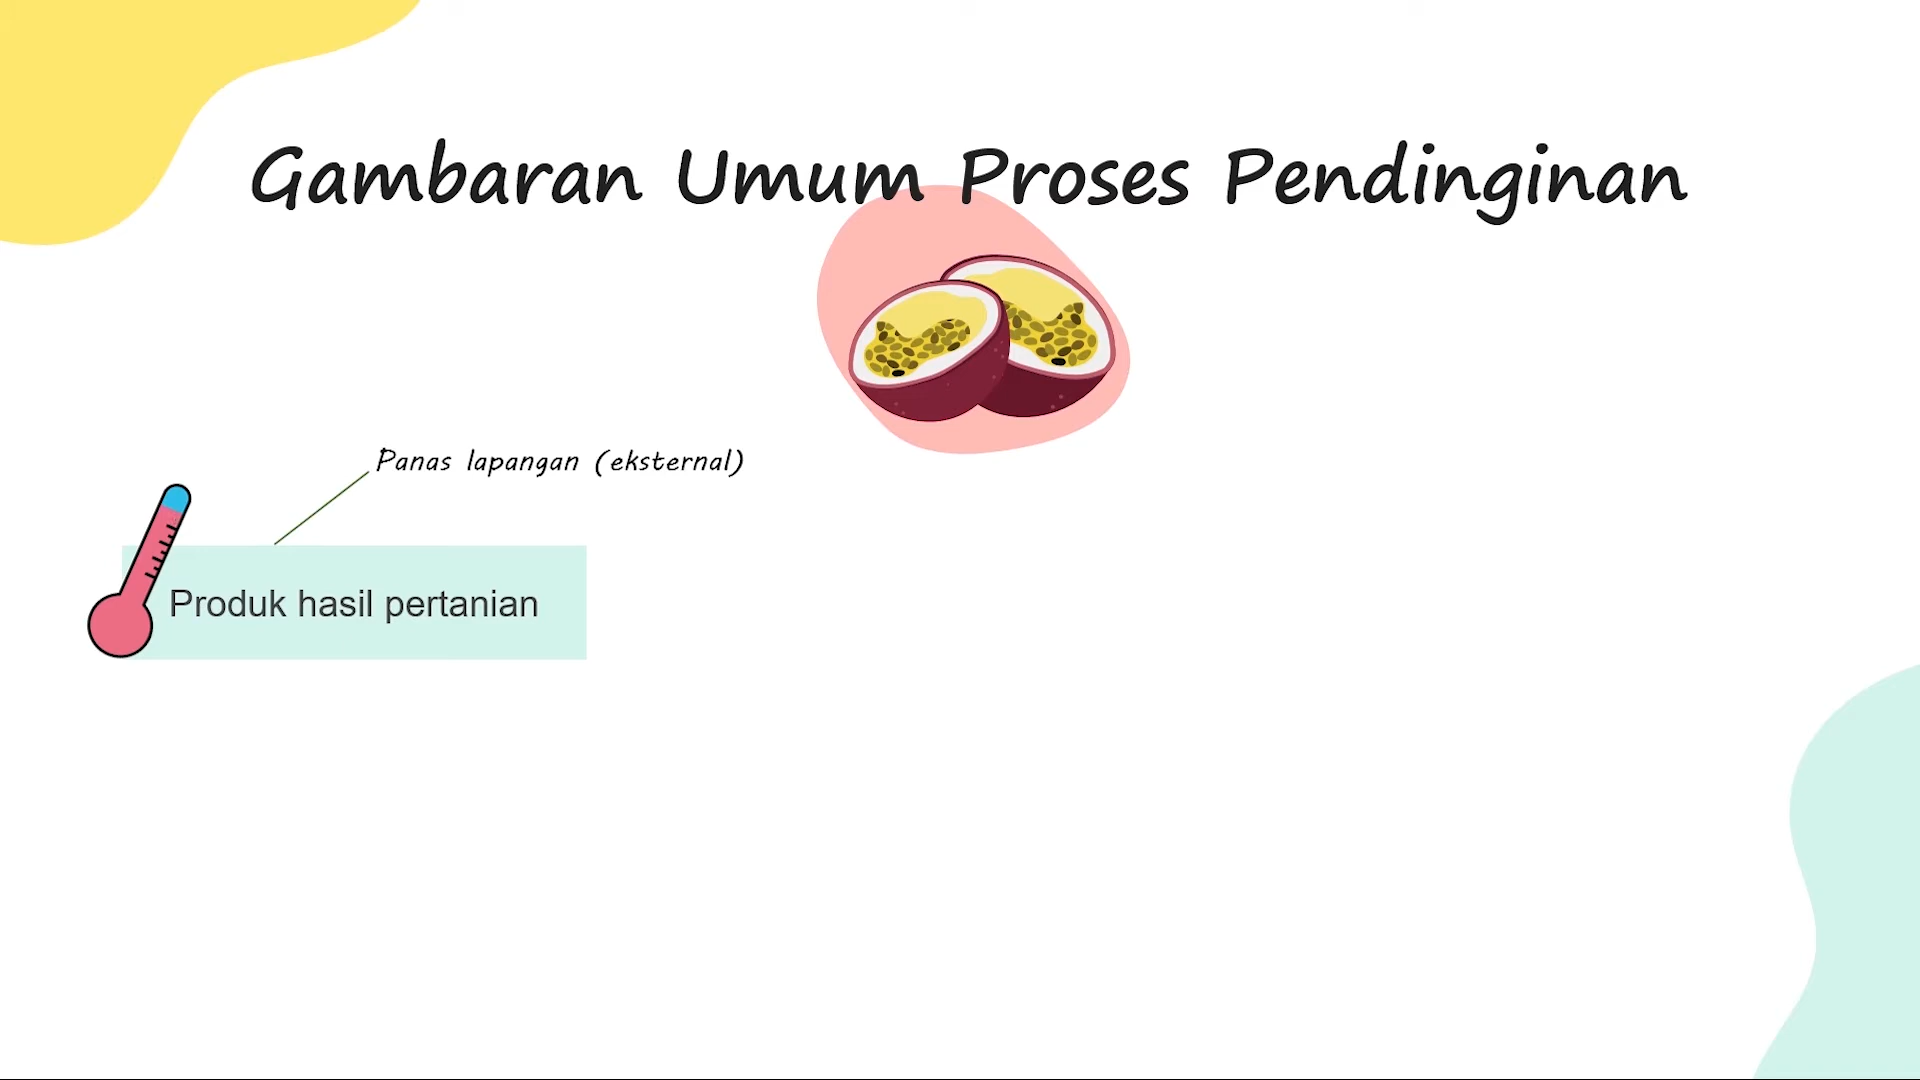 Gambaran Umum Proses Pendinginan
Panas lapangan (eksternal)
Produk hasil pertanian